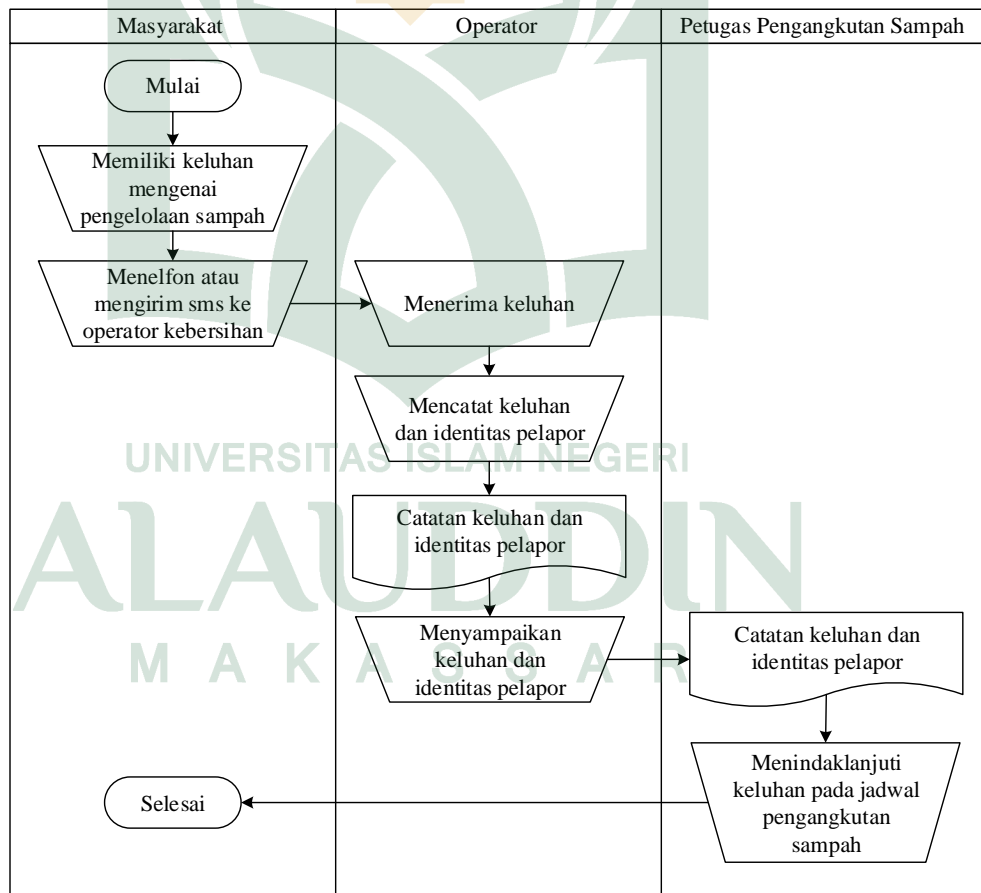 Masyarakat
Operator
Petugas Pengangkutan Sampah
Mulai
Memiliki keluhan
mengenai
pengelolaan sampah
Menelfon atau
mengirim sms ke
operator kebersihan
Menerima keluhan
Mencatat keluhan
dan identitas pelapor
Catatan keluhan dan
identitas pelapor
Menyampaikan
keluhan dan
identitas pelapor
Catatan keluhan dan
identitas pelapor
Menindaklanjuti
keluhan pada jadwal
pengangkutan
sampah
Selesai
UNIVERSITAS ISLAM NEGERI
ALAUDDIN
MAKASSAR